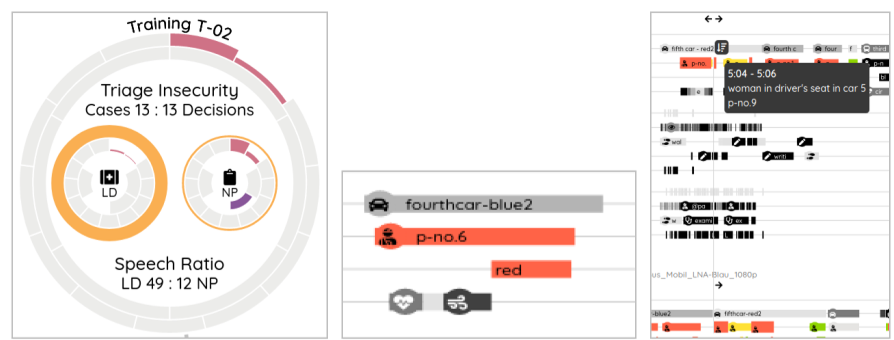 Training T-02
Triage Insecurity
Cases 13 : 13 Decisions
LD
NP
Speech Ratio
LD 49 : 12 NP
fourthcar-blue2
p-no.6
red
fifth car - red2
fourth c
four
f
third
p-no.
p-n
bl
5:04 - 5:06
woman in driver's seat in car 5
p-no.9
e
cir
wal
writi
@pa
w
exami
ex
us_Mobil_LNA-Blau_1080p
-blue2
fifthcar-red2